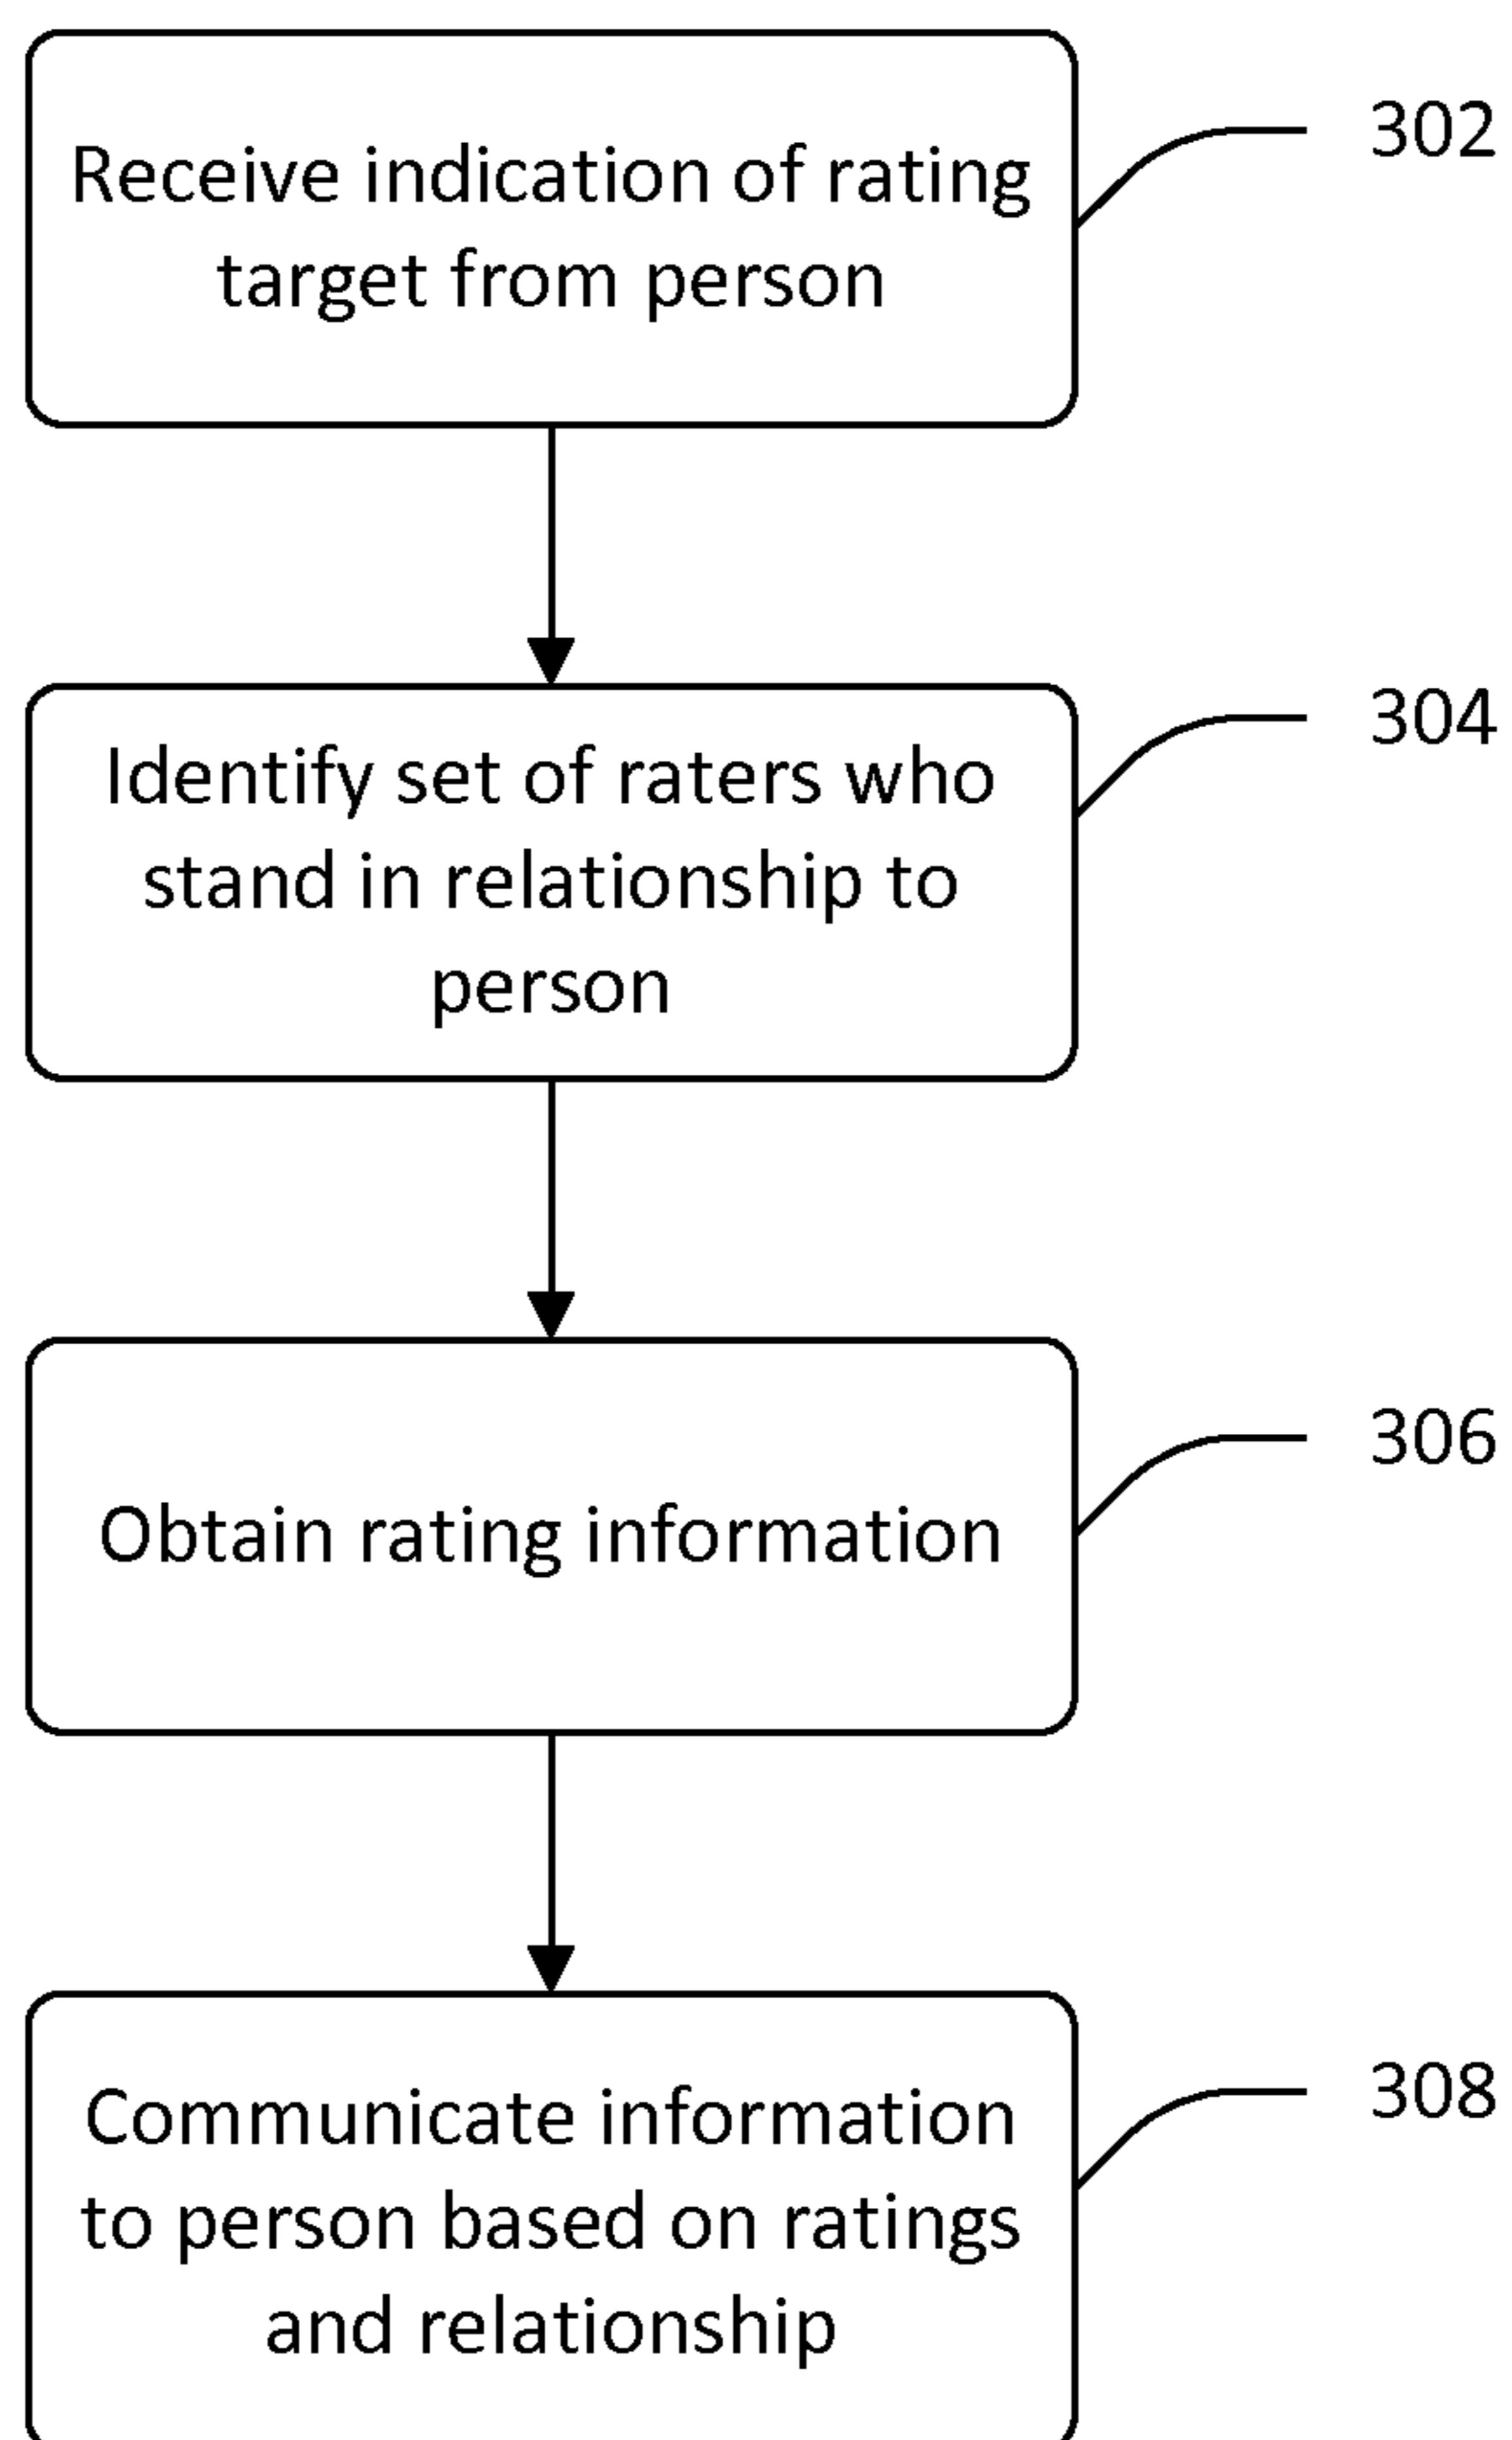 Receive indication of rating
target from person
302
Identify set of raters who
stand in relationship to
person
304
Obtain rating information
306
Communicate information
to person based on ratings
and relationship
308